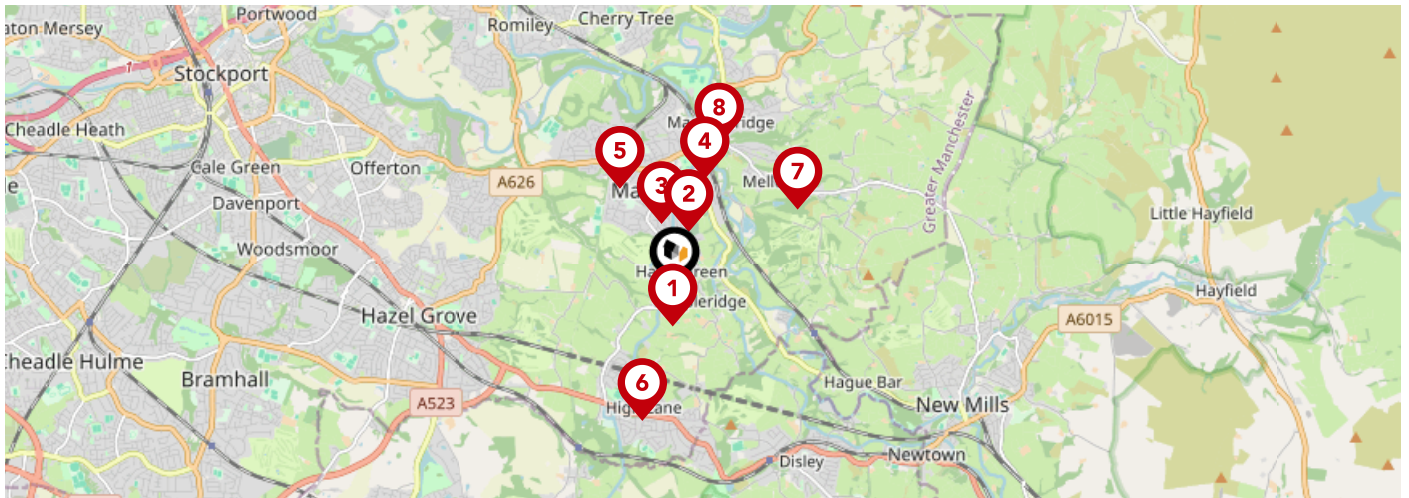 Portwood
Cherry Tree
Romiley
aton Mersey
1
Stockport
8
Cheadle Heath
4
5
Cale Green
Offerton
7
A626
3
2
Greater Manchester
Davenport
Little Hayfield
Woodsmoor
1
Hayfield
Hazel Grove
A6015
Cheadle Hulme
Bramhall
6
Hague Bar
A523
New Mills
Newtown
Disley